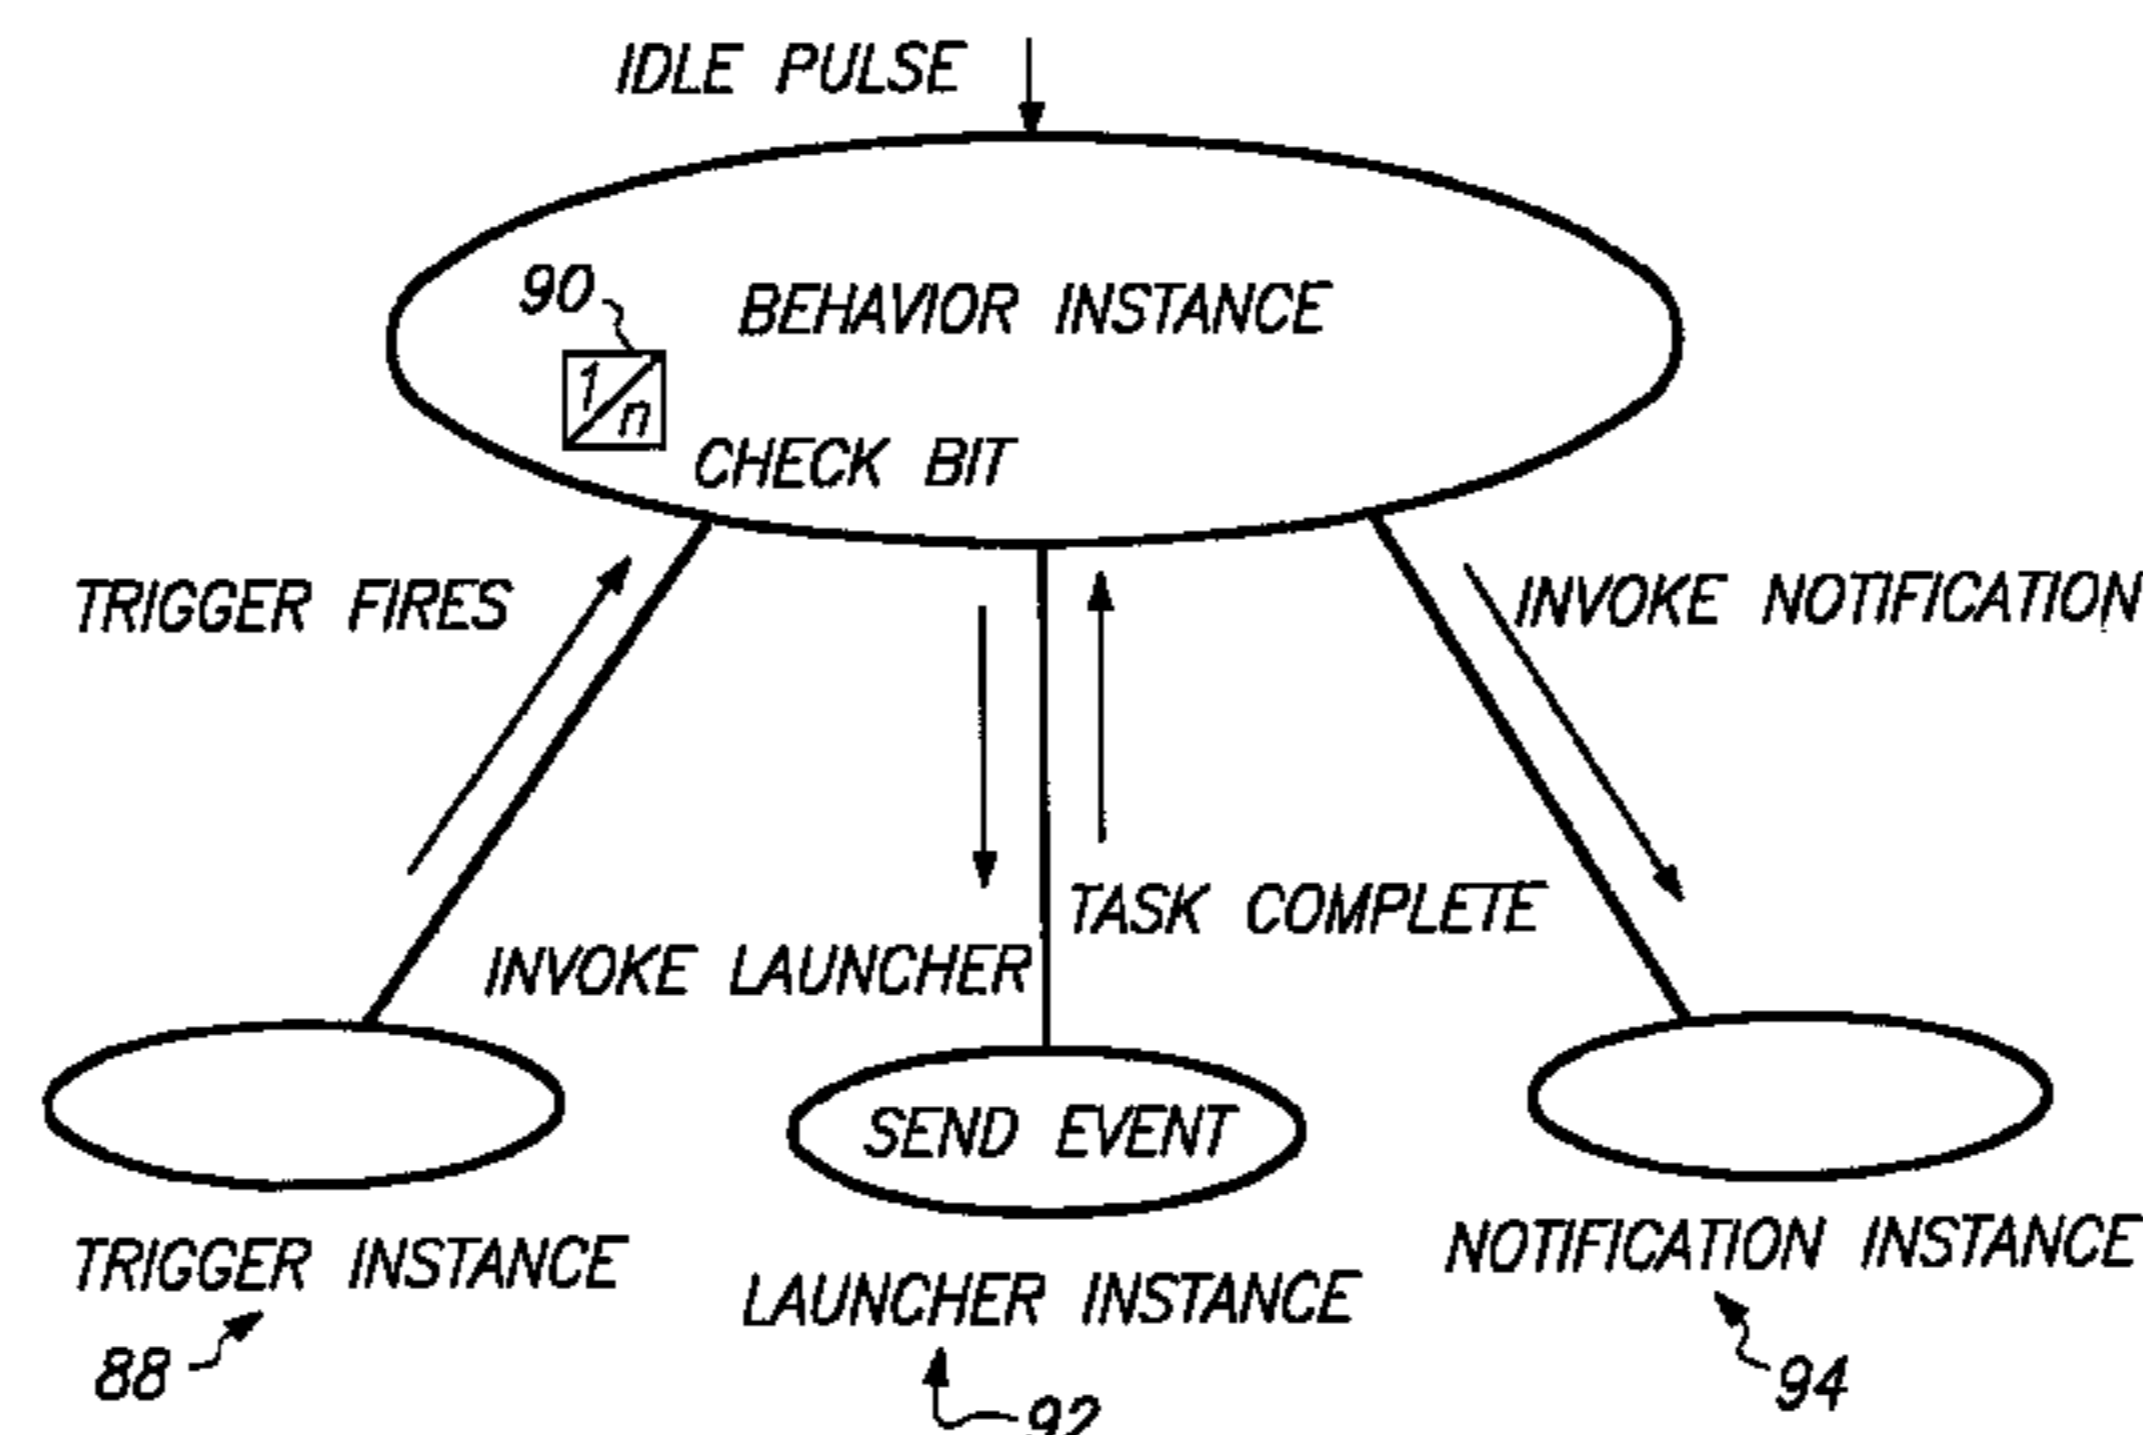 IDLE PULSE
90
BEHAVIOR INSTANCE
1/n
CHECK BIT
TRIGGER FIRES
INVOKE NOTIFICATION
TASK COMPLETE
INVOKE LAUNCHER
SEND EVENT
TRIGGER INSTANCE
NOTIFICATION INSTANCE
LAUNCHER INSTANCE
88
94
92